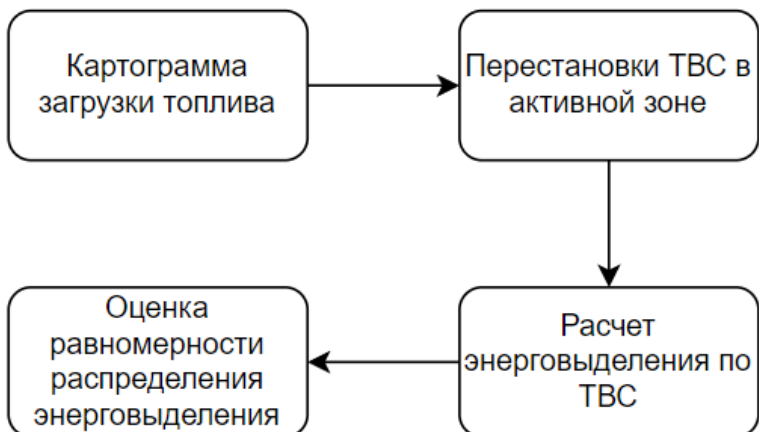 Картограмма
загрузки топлива
Перестановки ТВС в
активной зоне
Расчет
энерговыделения по
ТВС
Оценка
равномерности
распределения
энерговыделения